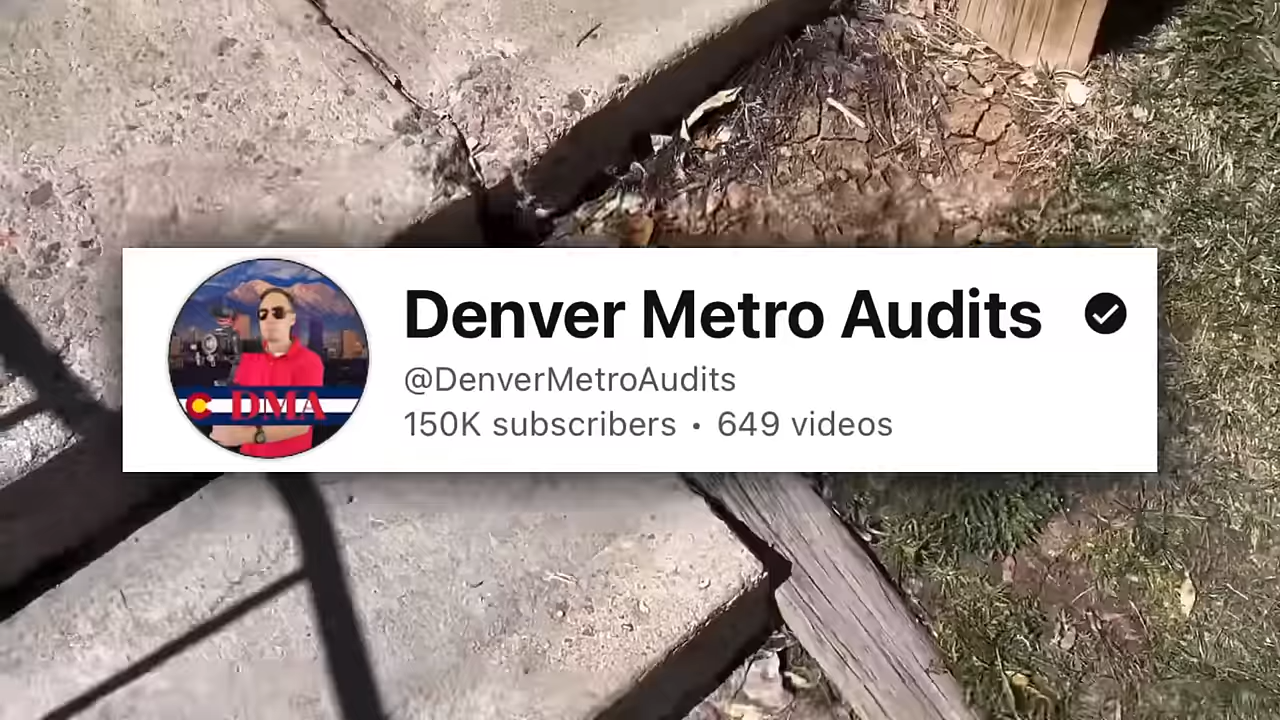 Denver Metro Audits
@DenverMetroAudits
150K subscribers • 649 videos
DMA